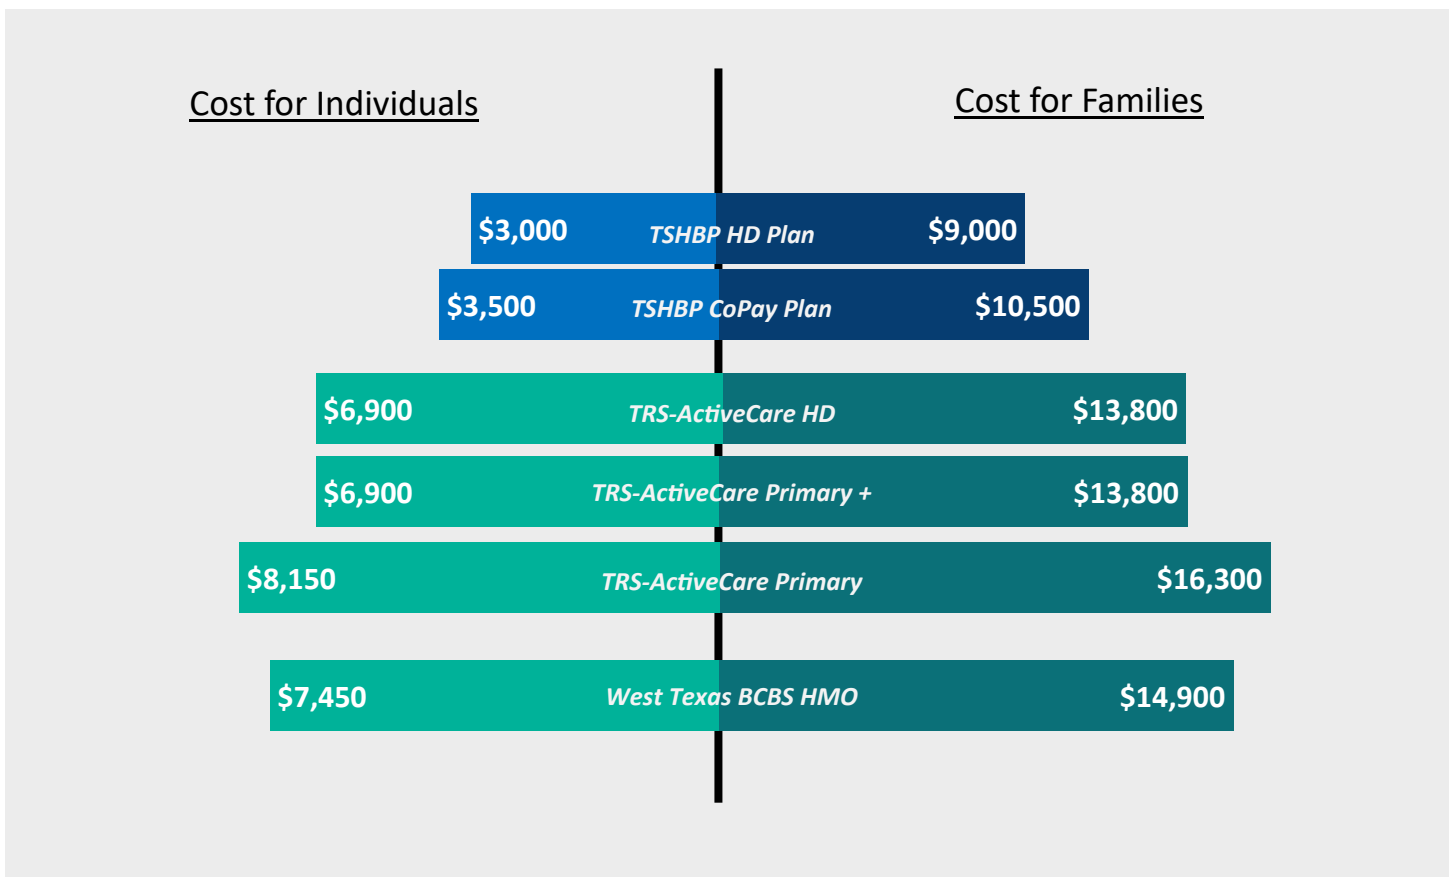 Cost for Individuals
Cost for Families
$3,000 TSHBP HD Plan $9,000
$3,500 TSHBP CoPay Plan $10,500
$6,900 TRS-ActiveCare HD $13,800
$6,900 TRS-ActiveCare Primary + $13,800
$8,150 TRS-ActiveCare Primary $16,300
$7,450 West Texas BCBS HMO $14,900